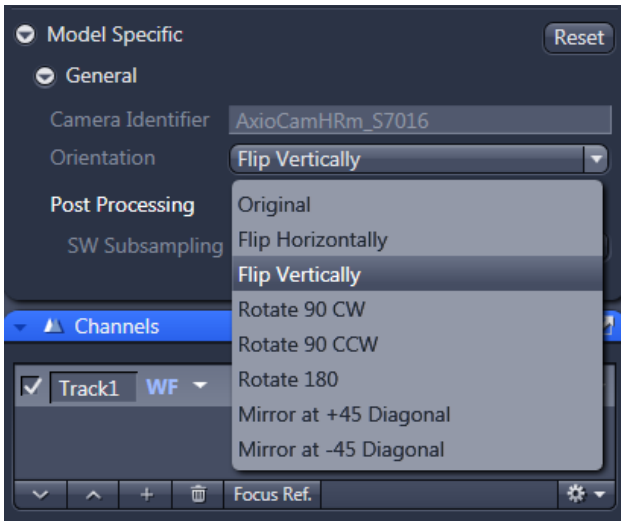 Model Specific
Reset
General
Camera Identifier AxioCamHRm_S7016
Orientation Flip Vertically
Post Processing
Original
SW Subsampling
Flip Horizontally
Flip Vertically
Rotate 90 CW
Channels
Rotate 90 CCW
Track1 WF
Rotate 180
Mirror at +45 Diagonal
Mirror at -45 Diagonal
Focus Ref.